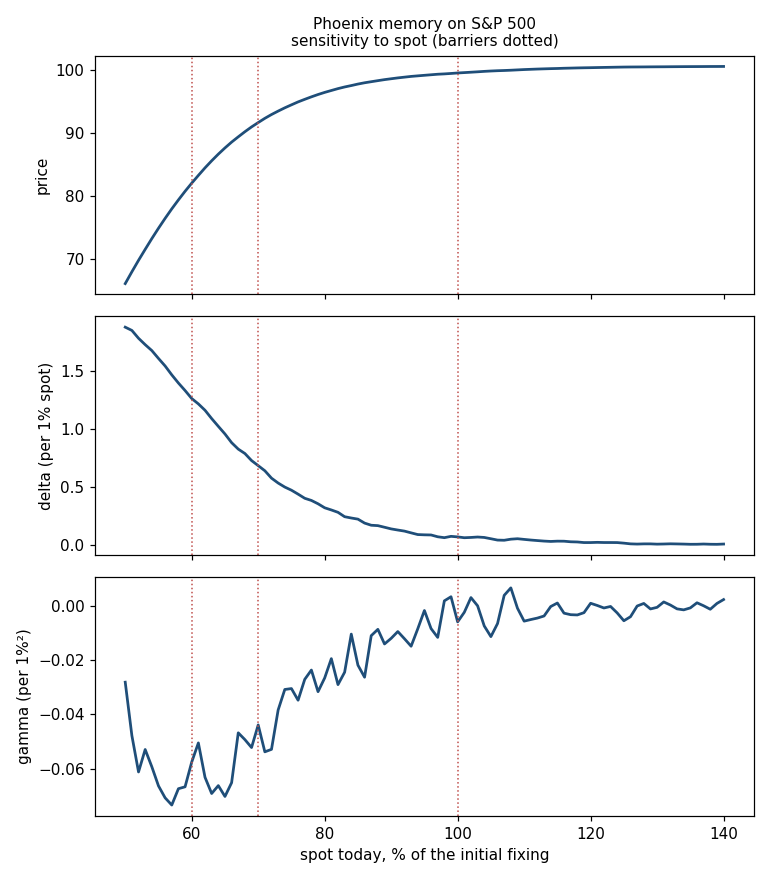 Phoenix memory on S&P 500
sensitivity to spot (barriers dotted)
100
90
80
70
price
1.5
1.0
0.5
0.0
delta (per 1% spot)
0.00
−0.02
−0.04
−0.06
gamma (per 1%²)
60
80
100
120
140
spot today, % of the initial fixing